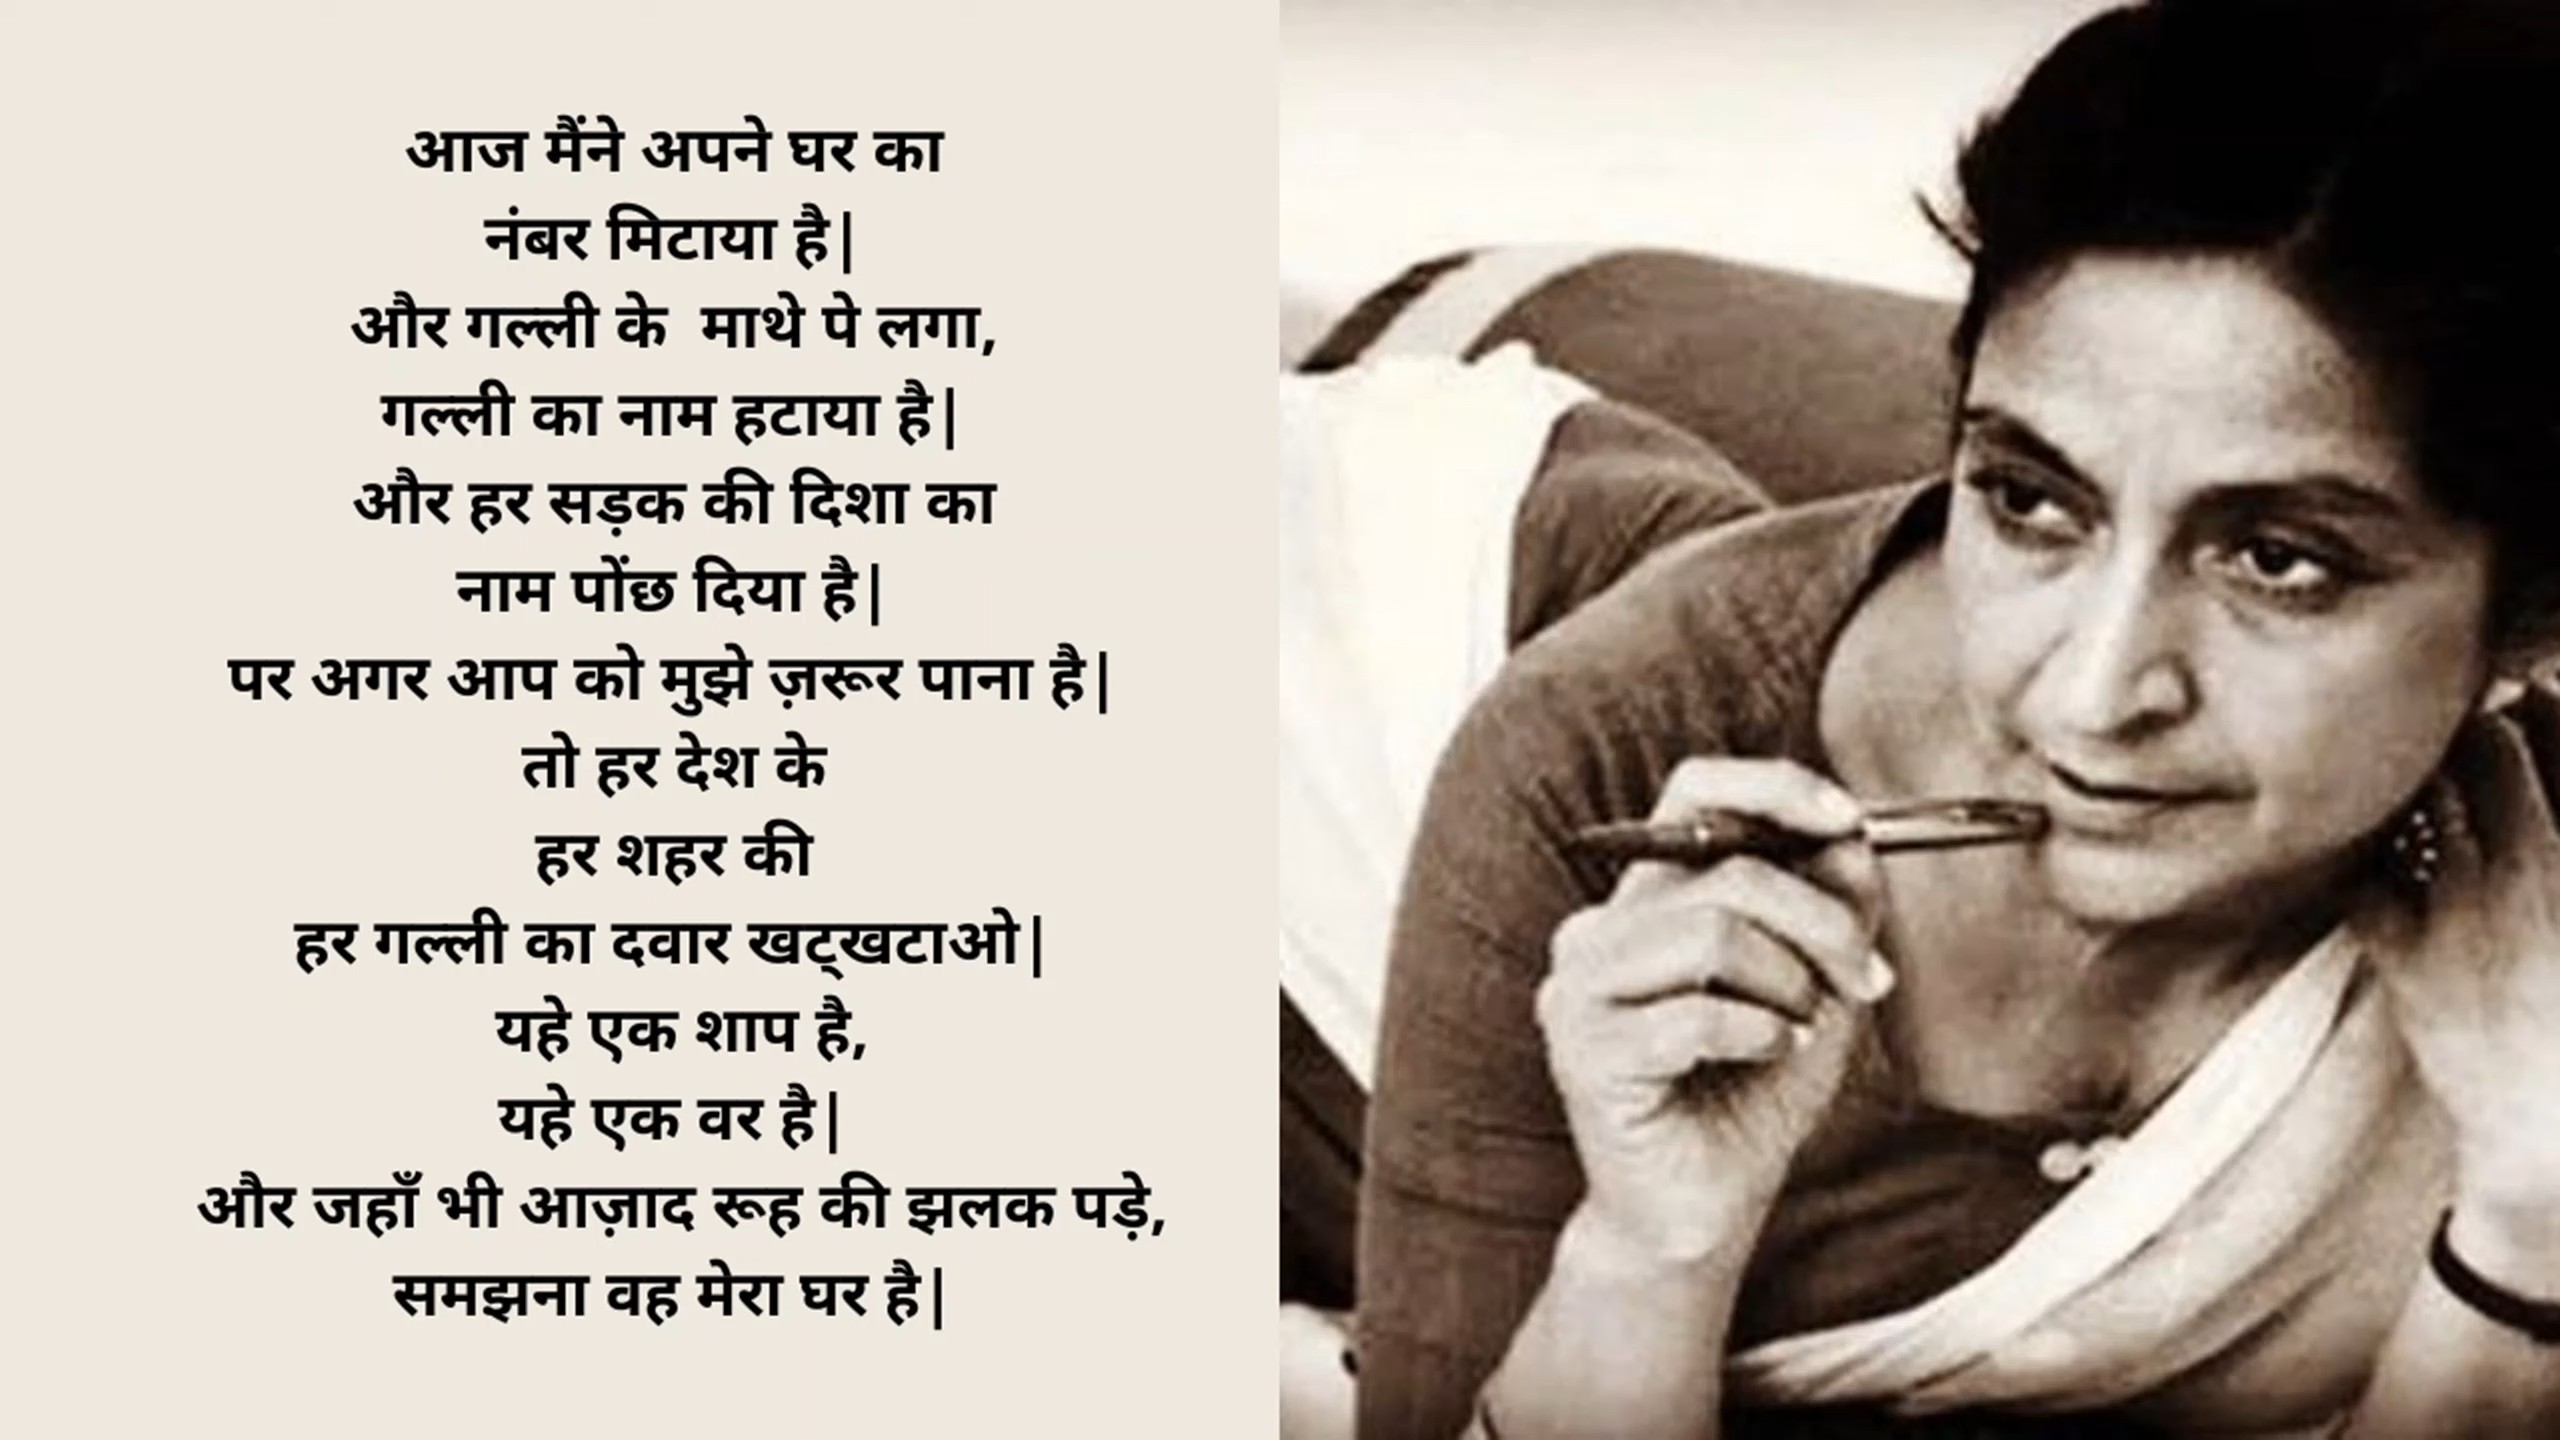 आज मैंने अपने घर का
नंबर मिटाया है|
और गल्ली के  माथे पे लगा,
गल्ली का नाम हटाया है|
और हर सड़क की दिशा का
नाम पोंछ दिया है|
पर अगर आप को मुझे ज़रूर पाना है|
तो हर देश के
हर शहर की
हर गल्ली का दवार खट्खटाओ|
यहे एक शाप है,
यहे एक वर है|
और जहाँ भी आज़ाद रूह की झलक पड़े,
समझना वह मेरा घर है|